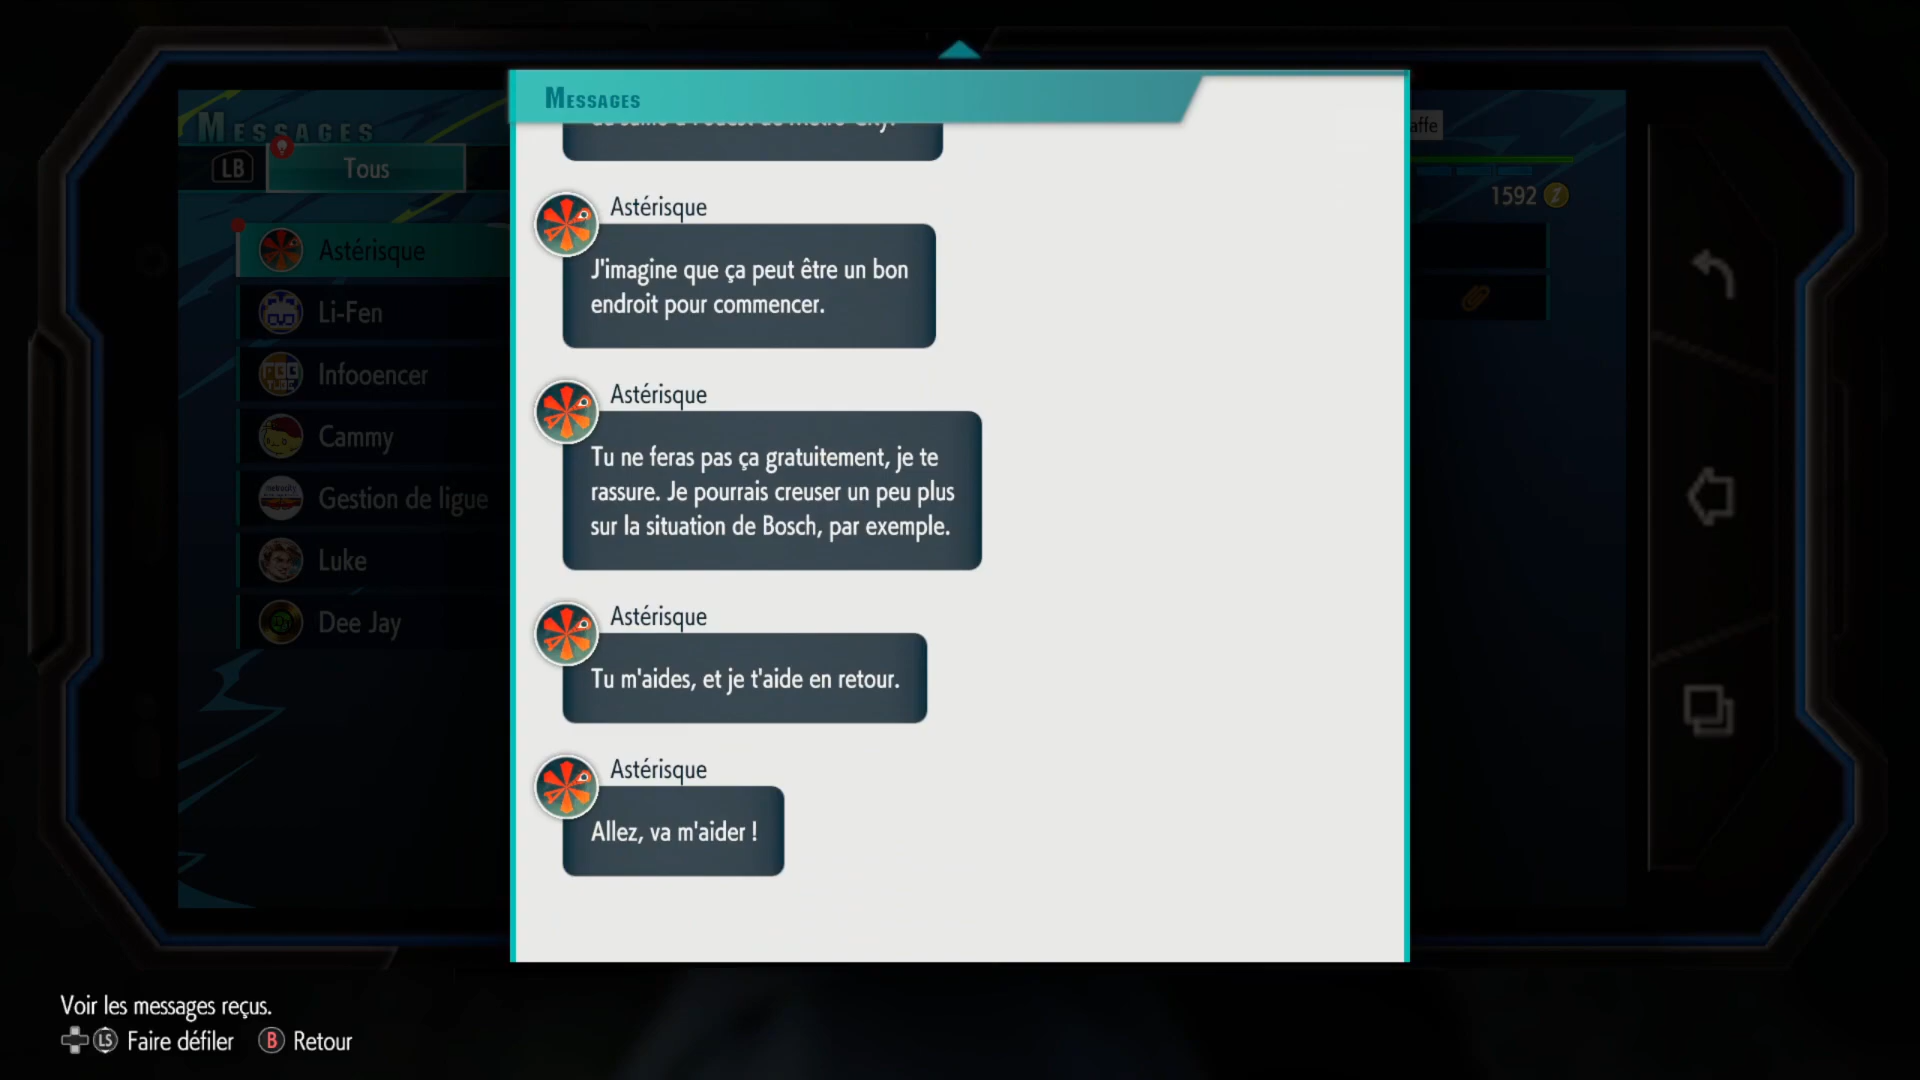 MESSAGES
MESSAGES
LB
Tous
Astérisque
Li-Fen
Infooencer
Cammy
Gestion de ligue
Luke
Dee Jay
Astérisque
J'imagine que ça peut être un bon
endroit pour commencer.
Astérisque
Tu ne feras pas ça gratuitement, je te
rassure. Je pourrais creuser un peu plus
sur la situation de Bosch, par exemple.
Astérisque
Tu m'aides, et je t'aide en retour.
Astérisque
Allez, va m'aider !
1592
Voir les messages reçus.
LS Faire défiler B Retour